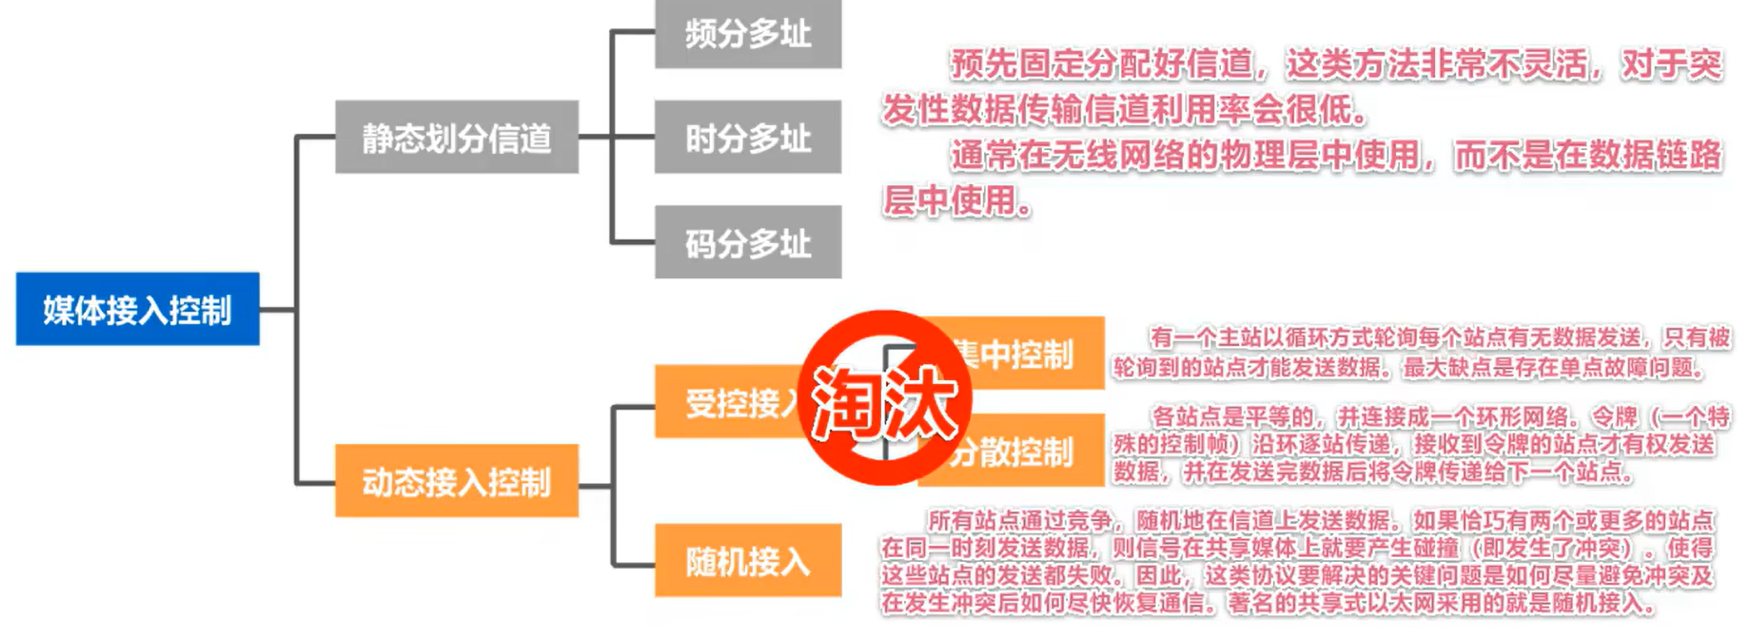 频分多址
预先固定分配好信道，这类方法非常不灵活，对于突
发性数据传输信道利用率会很低。
静态划分信道
时分多址
通常在无线网络的物理层中使用，而不是在数据链路
层中使用。
码分多址
媒体接入控制
集中控制
有一个主站以循环方式轮询每个站点有无数据发送，只有被
轮询到的站点才能发送数据。最大缺点是存在单点故障问题。
受控接入
淘汰
分散控制
各站点是平等的，并连接成一个环形网络。令牌（一个特
殊的控制帧）沿环逐站传递，接收到令牌的站点才有权发送
数据，并在发送完数据后将令牌传递给下一个站点。
动态接入控制
随机接入
所有站点通过竞争，随机地在信道上发送数据。如果恰巧有两个或更多的站点
在同一时刻发送数据，则信号在共享媒体上就要产生碰撞（即发生了冲突）。使得
这些站点的发送都失败。因此，这类协议要解决的关键问题是如何尽量避免冲突及
在发生冲突后如何尽快恢复通信。著名的共享式以太网采用的就是随机接入。